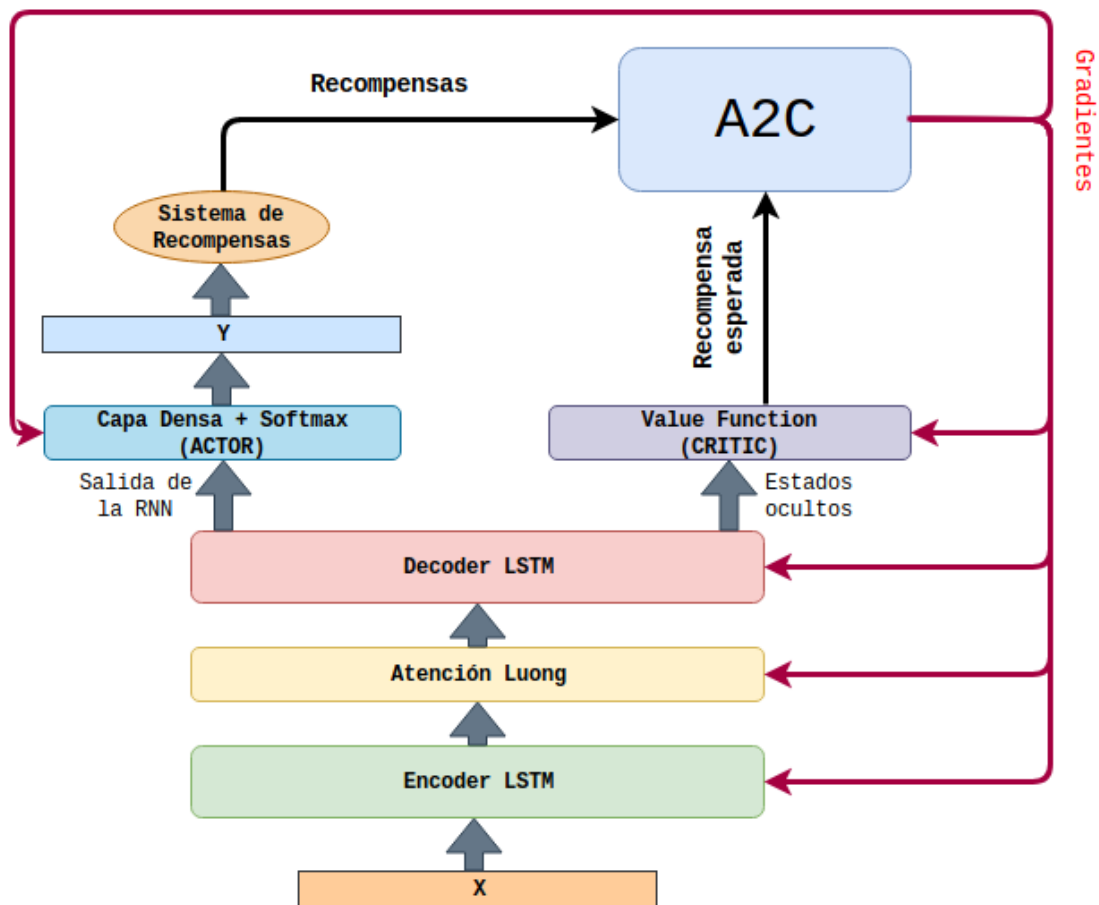 Recompensas
A2C
Gradientes
Sistema de
Recompensas
Recompensa
esperada
Y
Capa Densa + Softmax
(ACTOR)
Value Function
(CRITIC)
Salida de
la RNN
Estados
ocultos
Decoder LSTM
Atención Luong
Encoder LSTM
X